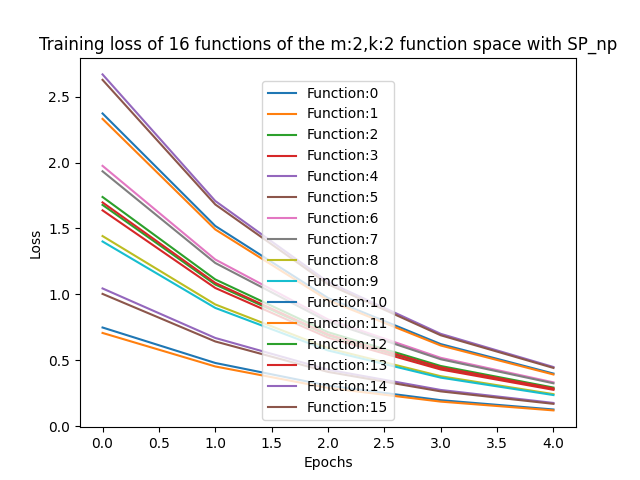 Training loss of 16 functions of the m:2,k:2 function space with SP_np
Loss
2.5
2.0
1.5
1.0
0.5
0.0
Function:0
Function:1
Function:2
Function:3
Function:4
Function:5
Function:6
Function:7
Function:8
Function:9
Function:10
Function:11
Function:12
Function:13
Function:14
Function:15
0.0 0.5 1.0 1.5 2.0 2.5 3.0 3.5 4.0
Epochs